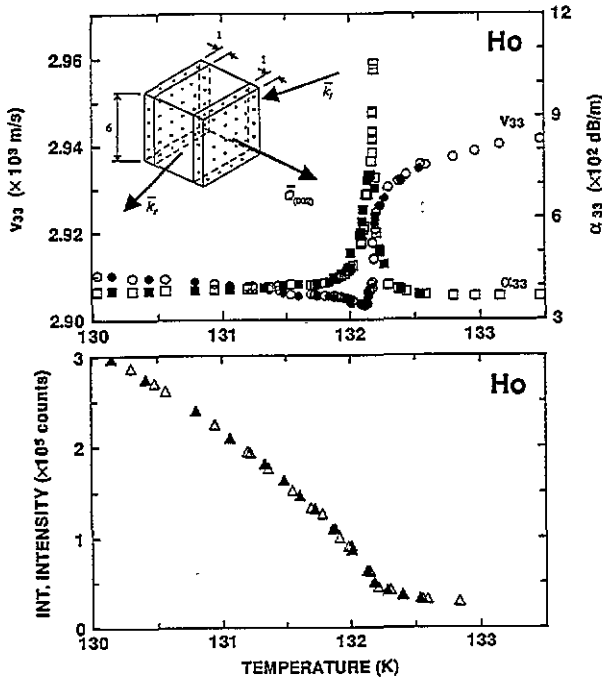 Ho
12
9
6
3
α₃₃ (×10² dB/m)
2.96
2.94
2.92
2.90
V₃₃ (×10³ m/s)
1
1
6
V₃₃
α₃₃
130
131
132
133
Ho
3
2
1
0
INT. INTENSITY (×10⁵ counts)
130
131
132
133
TEMPERATURE (K)